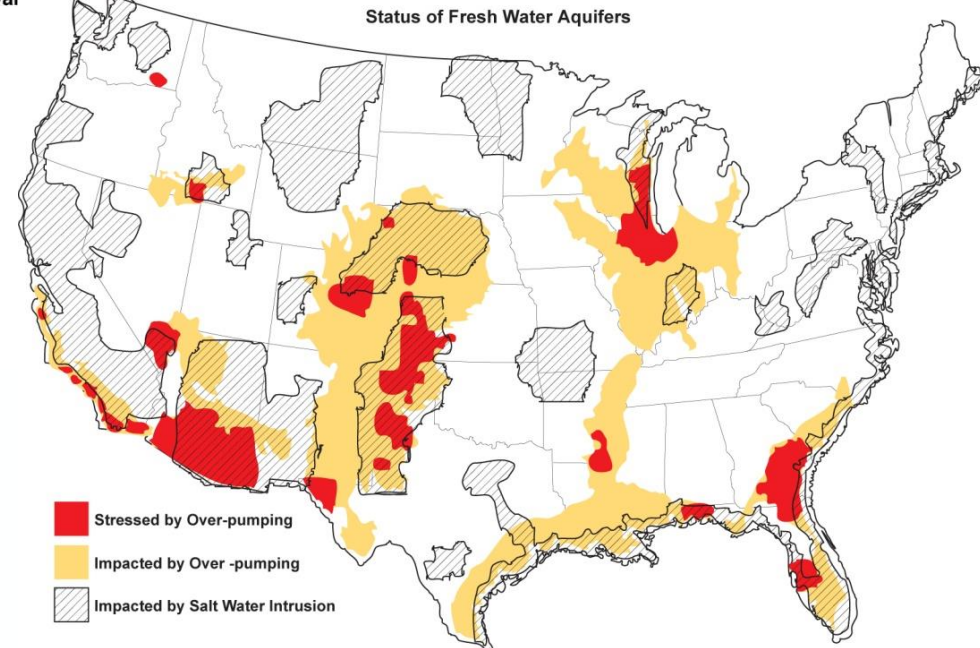 Status of Fresh Water Aquifers
Stressed by Over-pumping
Impacted by Over -pumping
Impacted by Salt Water Intrusion